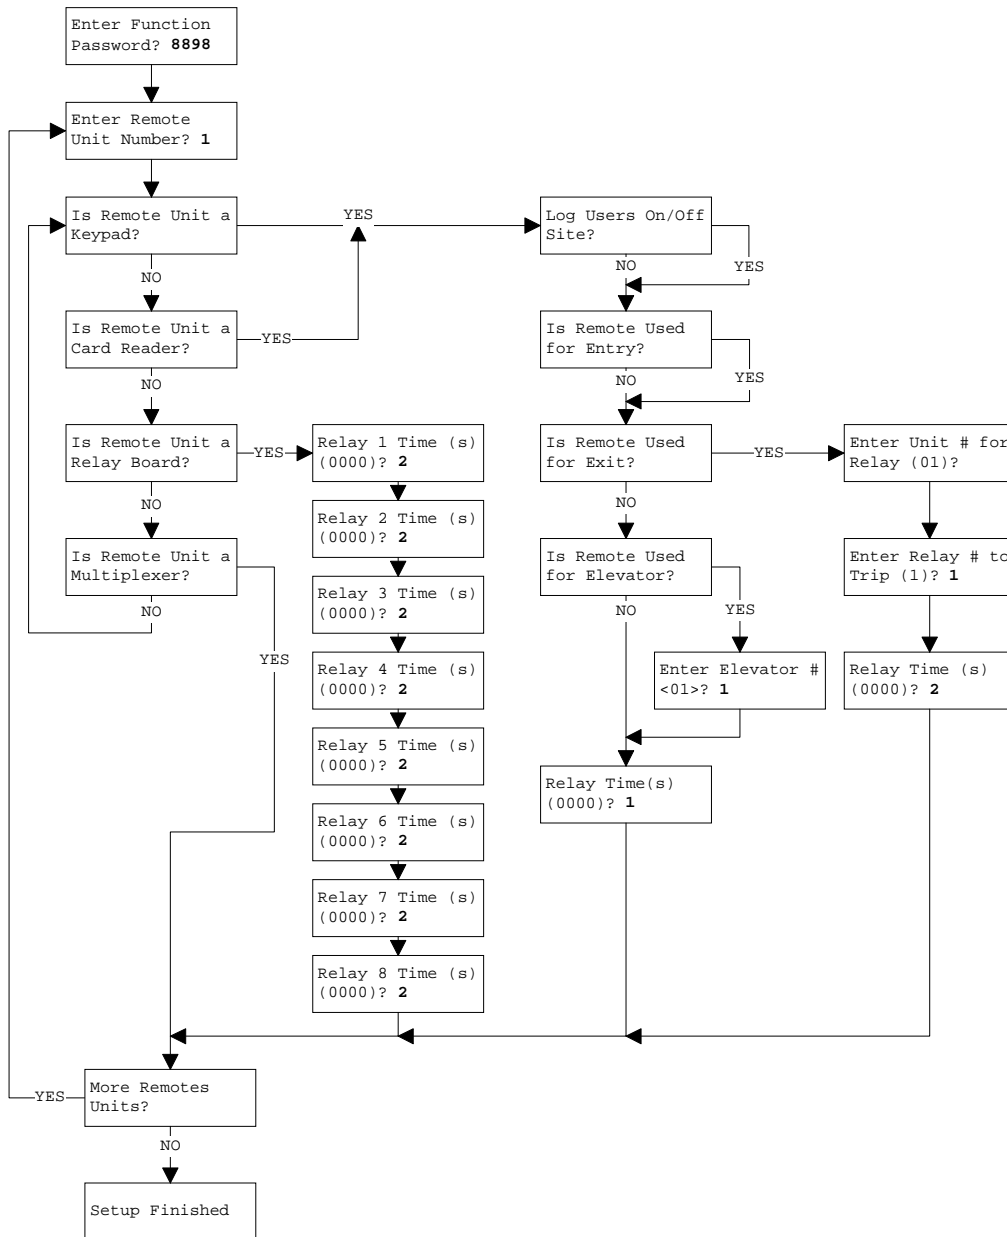 Enter Function
Password? 8898
Enter Remote
Unit Number? 1
Is Remote Unit a
Keypad?
YES
Log Users On/Off
Site?
NO
NO
YES
Is Remote Unit a
Card Reader?
YES
Is Remote Used
for Entry?
NO
NO
YES
Is Remote Unit a
Relay Board?
YES
Relay 1 Time (s)
(0000)? 2
Is Remote Used
for Exit?
YES
Enter Unit # for
Relay (01)?
NO
NO
Relay 2 Time (s)
(0000)? 2
Is Remote Unit a
Multiplexer?
Is Remote Used
for Elevator?
Enter Relay # to
Trip (1)? 1
NO
Relay 3 Time (s)
(0000)? 2
NO
YES
YES
Relay 4 Time (s)
(0000)? 2
Enter Elevator #
<01>? 1
Relay Time (s)
(0000)? 2
Relay 5 Time (s)
(0000)? 2
Relay Time(s)
(0000)? 1
Relay 6 Time (s)
(0000)? 2
Relay 7 Time (s)
(0000)? 2
Relay 8 Time (s)
(0000)? 2
More Remotes
Units?
YES
NO
Setup Finished